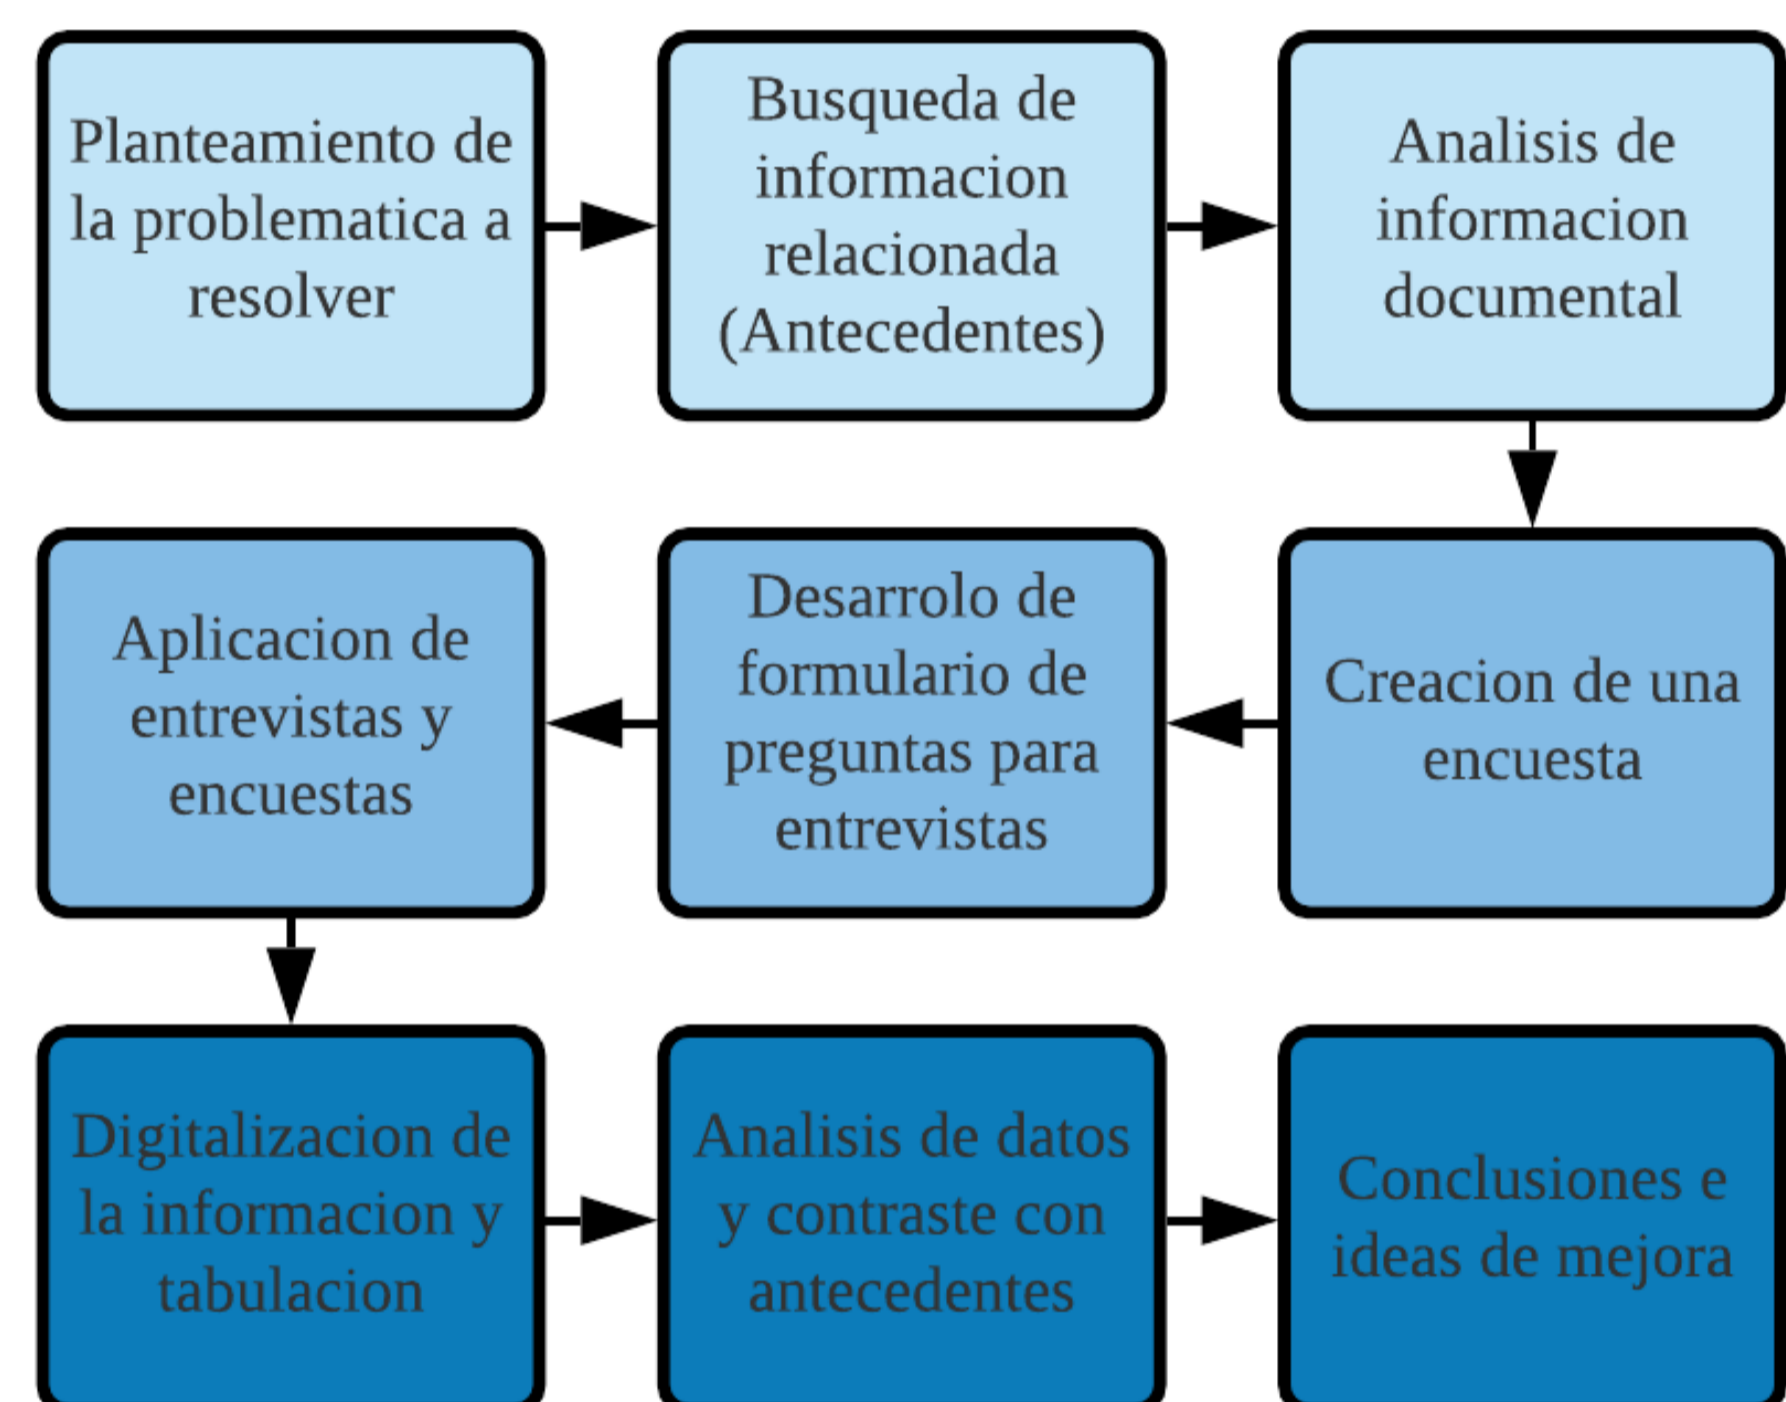 Planteamiento de
la problematica a
resolver
Busqueda de
informacion
relacionada
(Antecedentes)
Analisis de
informacion
documental
Creacion de una
encuesta
Desarrolo de
formulario de
preguntas para
entrevistas
Aplicacion de
entrevistas y
encuestas
Digitalizacion de
la informacion y
tabulacion
Analisis de datos
y contraste con
antecedentes
Conclusiones e
ideas de mejora